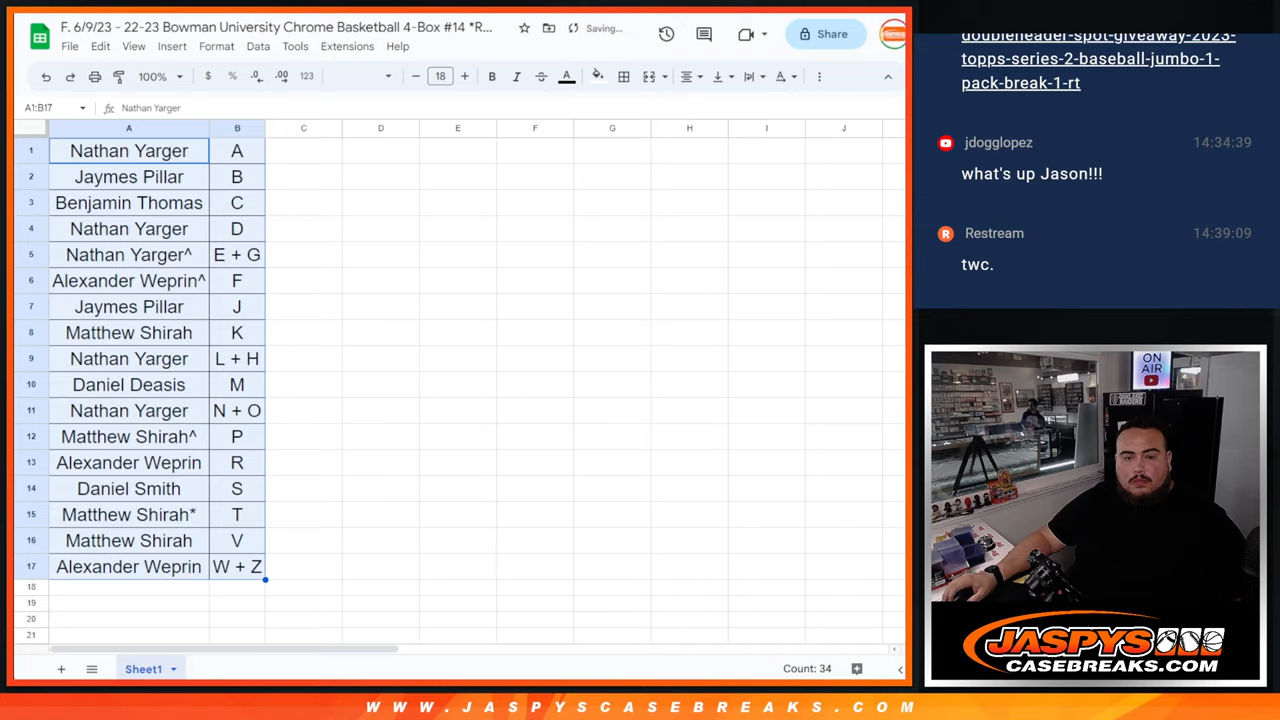 F. 6/9/23 - 22-23 Bowman University Chrome Basketball 4-Box #14 *R...
Saving...
Share
File Edit View Insert Format Data Tools Extensions Help
100% $ % .0 .00 123 18 B I A
A1:B17 fx Nathan Yarger
A B C D E F G H I J
1 Nathan Yarger A
2 Jaymes Pillar B
3 Benjamin Thomas C
4 Nathan Yarger D
5 Nathan Yarger^ E + G
6 Alexander Weprin^ F
7 Jaymes Pillar J
8 Matthew Shirah K
9 Nathan Yarger L + H
10 Daniel Deasis M
11 Nathan Yarger N + O
12 Matthew Shirah^ P
13 Alexander Weprin R
14 Daniel Smith S
15 Matthew Shirah* T
16 Matthew Shirah V
17 Alexander Weprin W + Z
18
19
20
21
Sheet1
Count: 34
doubleheader-spot-giveaway-2023-
topps-series-2-baseball-jumbo-1-
pack-break-1-rt
jdogglopez 14:34:39
what's up Jason!!!
R Restream 14:39:09
twc.
ON
AIR
JASPYS
CASEBREAKS.COM
WWW.JASPYSCASEBREAKS.COM